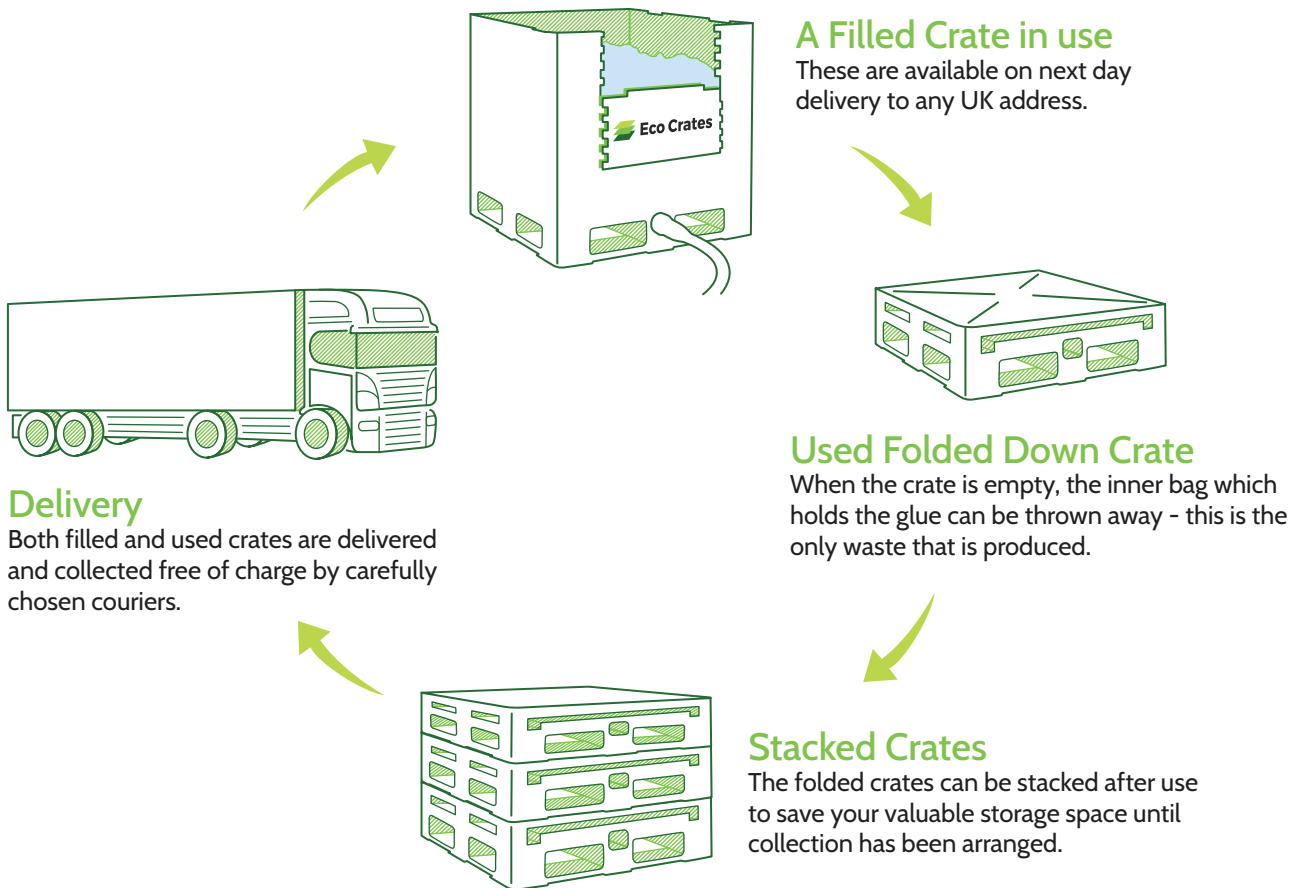 A Filled Crate in use
These are available on next day
delivery to any UK address.
Eco Crates
Used Folded Down Crate
When the crate is empty, the inner bag which
holds the glue can be thrown away - this is the
only waste that is produced.
Stacked Crates
The folded crates can be stacked after use
to save your valuable storage space until
collection has been arranged.
Delivery
Both filled and used crates are delivered
and collected free of charge by carefully
chosen couriers.